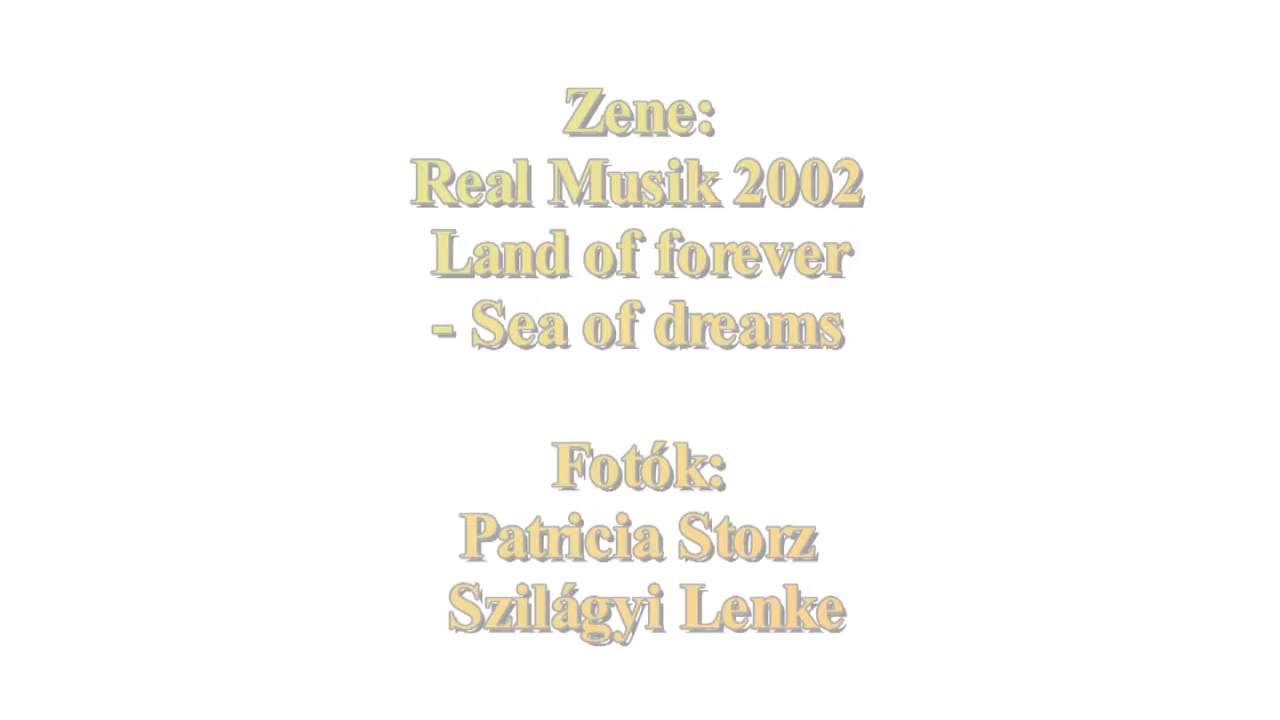 Zene:
Real Musik 2002
Land of forever
- Sea of dreams
Fotók:
Patricia Storz
Szilágyi Lenke